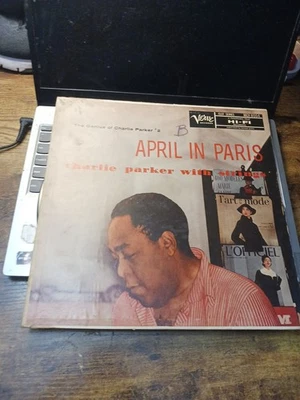 the genius of Charlie Parker #2
Verve
HI-FI
B
APRIL IN PARIS
charlie parker with strings
l'art et la mode
L'OFFICIEL